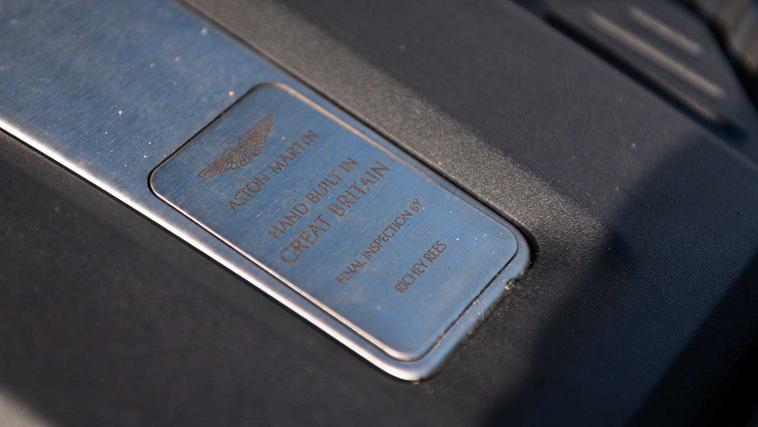 ASTON MARTIN
HAND BUILT IN
GREAT BRITAIN
FINAL INSPECTION BY
RICHEY REES